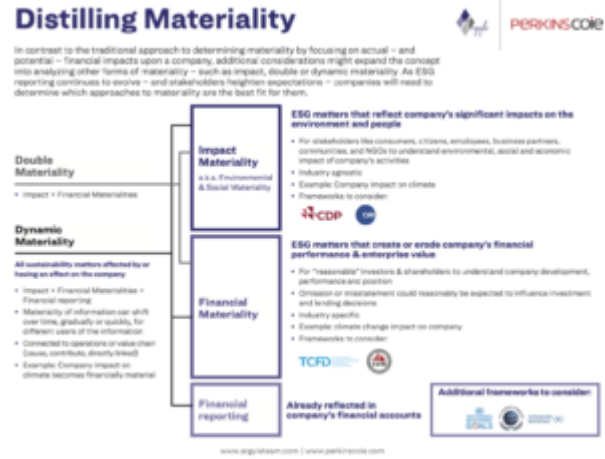 Distilling Materiality
PERKINSCOIE
In contrast to the traditional approach to determining materiality by focusing on actual – and
potential – financial impacts upon a company, additional considerations might expand the concept
into analyzing other forms of materiality – such as impact, double or dynamic materiality. As ESG
reporting continues to evolve – and stakeholders heighten expectations – companies will need to
determine which approaches to materiality are the best fit for them.
Double
Materiality
• Impact + Financial Materialities
Dynamic
Materiality
All sustainability matters affected by or
having an effect on the company
• Impact + Financial Materialities +
Financial reporting
• Materiality of information can shift
over time, gradually or quickly, for
different users of the information
• Connected to operations or value chain
(cause, contribute, directly linked)
• Example: Company impact on
climate becomes financially material
Impact
Materiality
a.k.a. Environmental
& Social Materiality
ESG matters that reflect company's significant impacts on the
environment and people
• For stakeholders like consumers, citizens, employees, business partners,
communities, and NGOs to understand environmental, social and economic
impact of company's activities
• Industry agnostic
• Example: Company impact on climate
• Frameworks to consider:
CDP
GRI
Financial
Materiality
ESG matters that create or erode company's financial
performance & enterprise value
• For "reasonable" investors & shareholders to understand company development,
performance and position
• Omission or misstatement could reasonably be expected to influence investment
and lending decisions
• Industry specific
• Example: climate change impact on company
• Frameworks to consider:
TCFD
Financial
reporting
Already reflected in
company's financial accounts
Additional frameworks to consider:
GOALS
www.argyleteam.com | www.perkinscoie.com